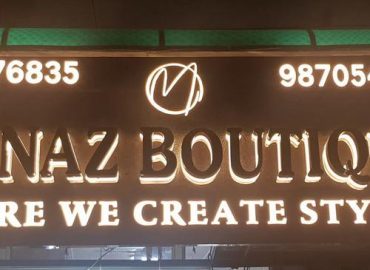 76835 98705
NAZ BOUTIQ
RE WE CREATE STY